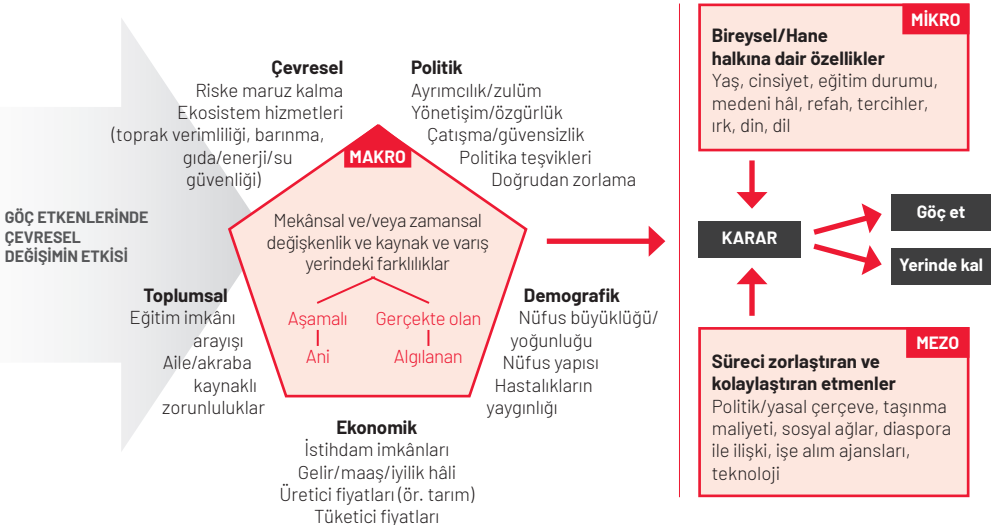 GÖÇ ETKENLERİNDE
ÇEVRESEL
DEĞİŞİMİN ETKİSİ
Çevresel
Riske maruz kalma
Ekosistem hizmetleri
(toprak verimliliği, barınma,
gıda/enerji/su
güvenliği)
Politik
Ayrımcılık/zulüm
Yönetişim/özgürlük
Çatışma/güvensizlik
Politika teşvikleri
Doğrudan zorlama
MAKRO
Mekânsal ve/veya zamansal
değişkenlik ve kaynak ve varış
yerindeki farklılıklar
Aşamalı
Ani
Gerçekte olan
Algılanan
Toplumsal
Eğitim imkânı
arayışı
Aile/akraba
kaynaklı
zorunluluklar
Demografik
Nüfus büyüklüğü/
yoğunluğu
Nüfus yapısı
Hastalıkların
yaygınlığı
Ekonomik
İstihdam imkânları
Gelir/maaş/iyilik hâli
Üretici fiyatları (ör. tarım)
Tüketici fiyatları
MİKRO
Bireysel/Hane
halkına dair özellikler
Yaş, cinsiyet, eğitim durumu,
medeni hâl, refah, tercihler,
ırk, din, dil
KARAR
Göç et
Yerinde kal
MEZO
Süreci zorlaştıran ve
kolaylaştıran etmenler
Politik/yasal çerçeve, taşınma
maliyeti, sosyal ağlar, diaspora
ile ilişki, işe alım ajansları,
teknoloji